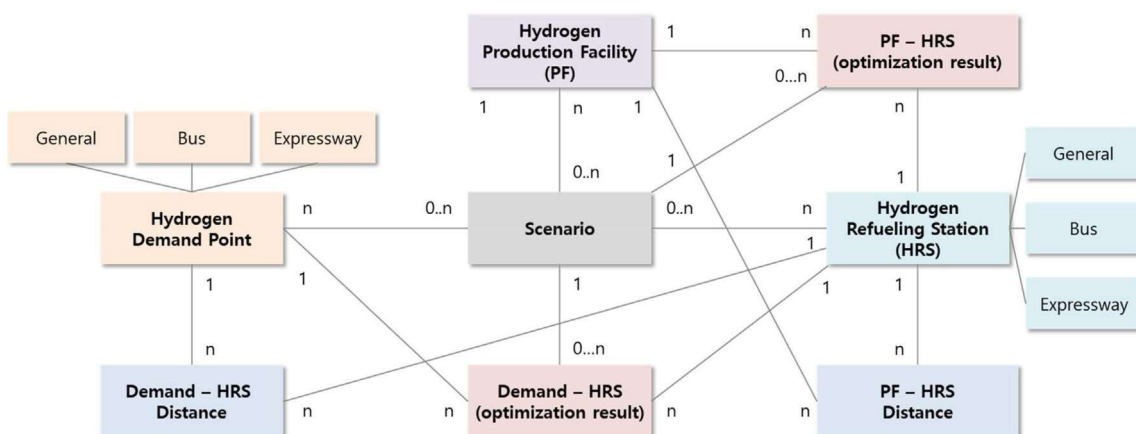 Hydrogen
Production Facility
(PF)
1
n
PF – HRS
(optimization result)
0...n
1
n
1
n
General
Bus
Expressway
General
0..n
1
1
Hydrogen
Demand Point
n
0..n
Scenario
0..n
n
Hydrogen
Refueling Station
(HRS)
Bus
1
1
1
1
1
1
Expressway
n
0...n
n
Demand – HRS
Distance
n
n
Demand – HRS
(optimization result)
n
n
PF – HRS
Distance